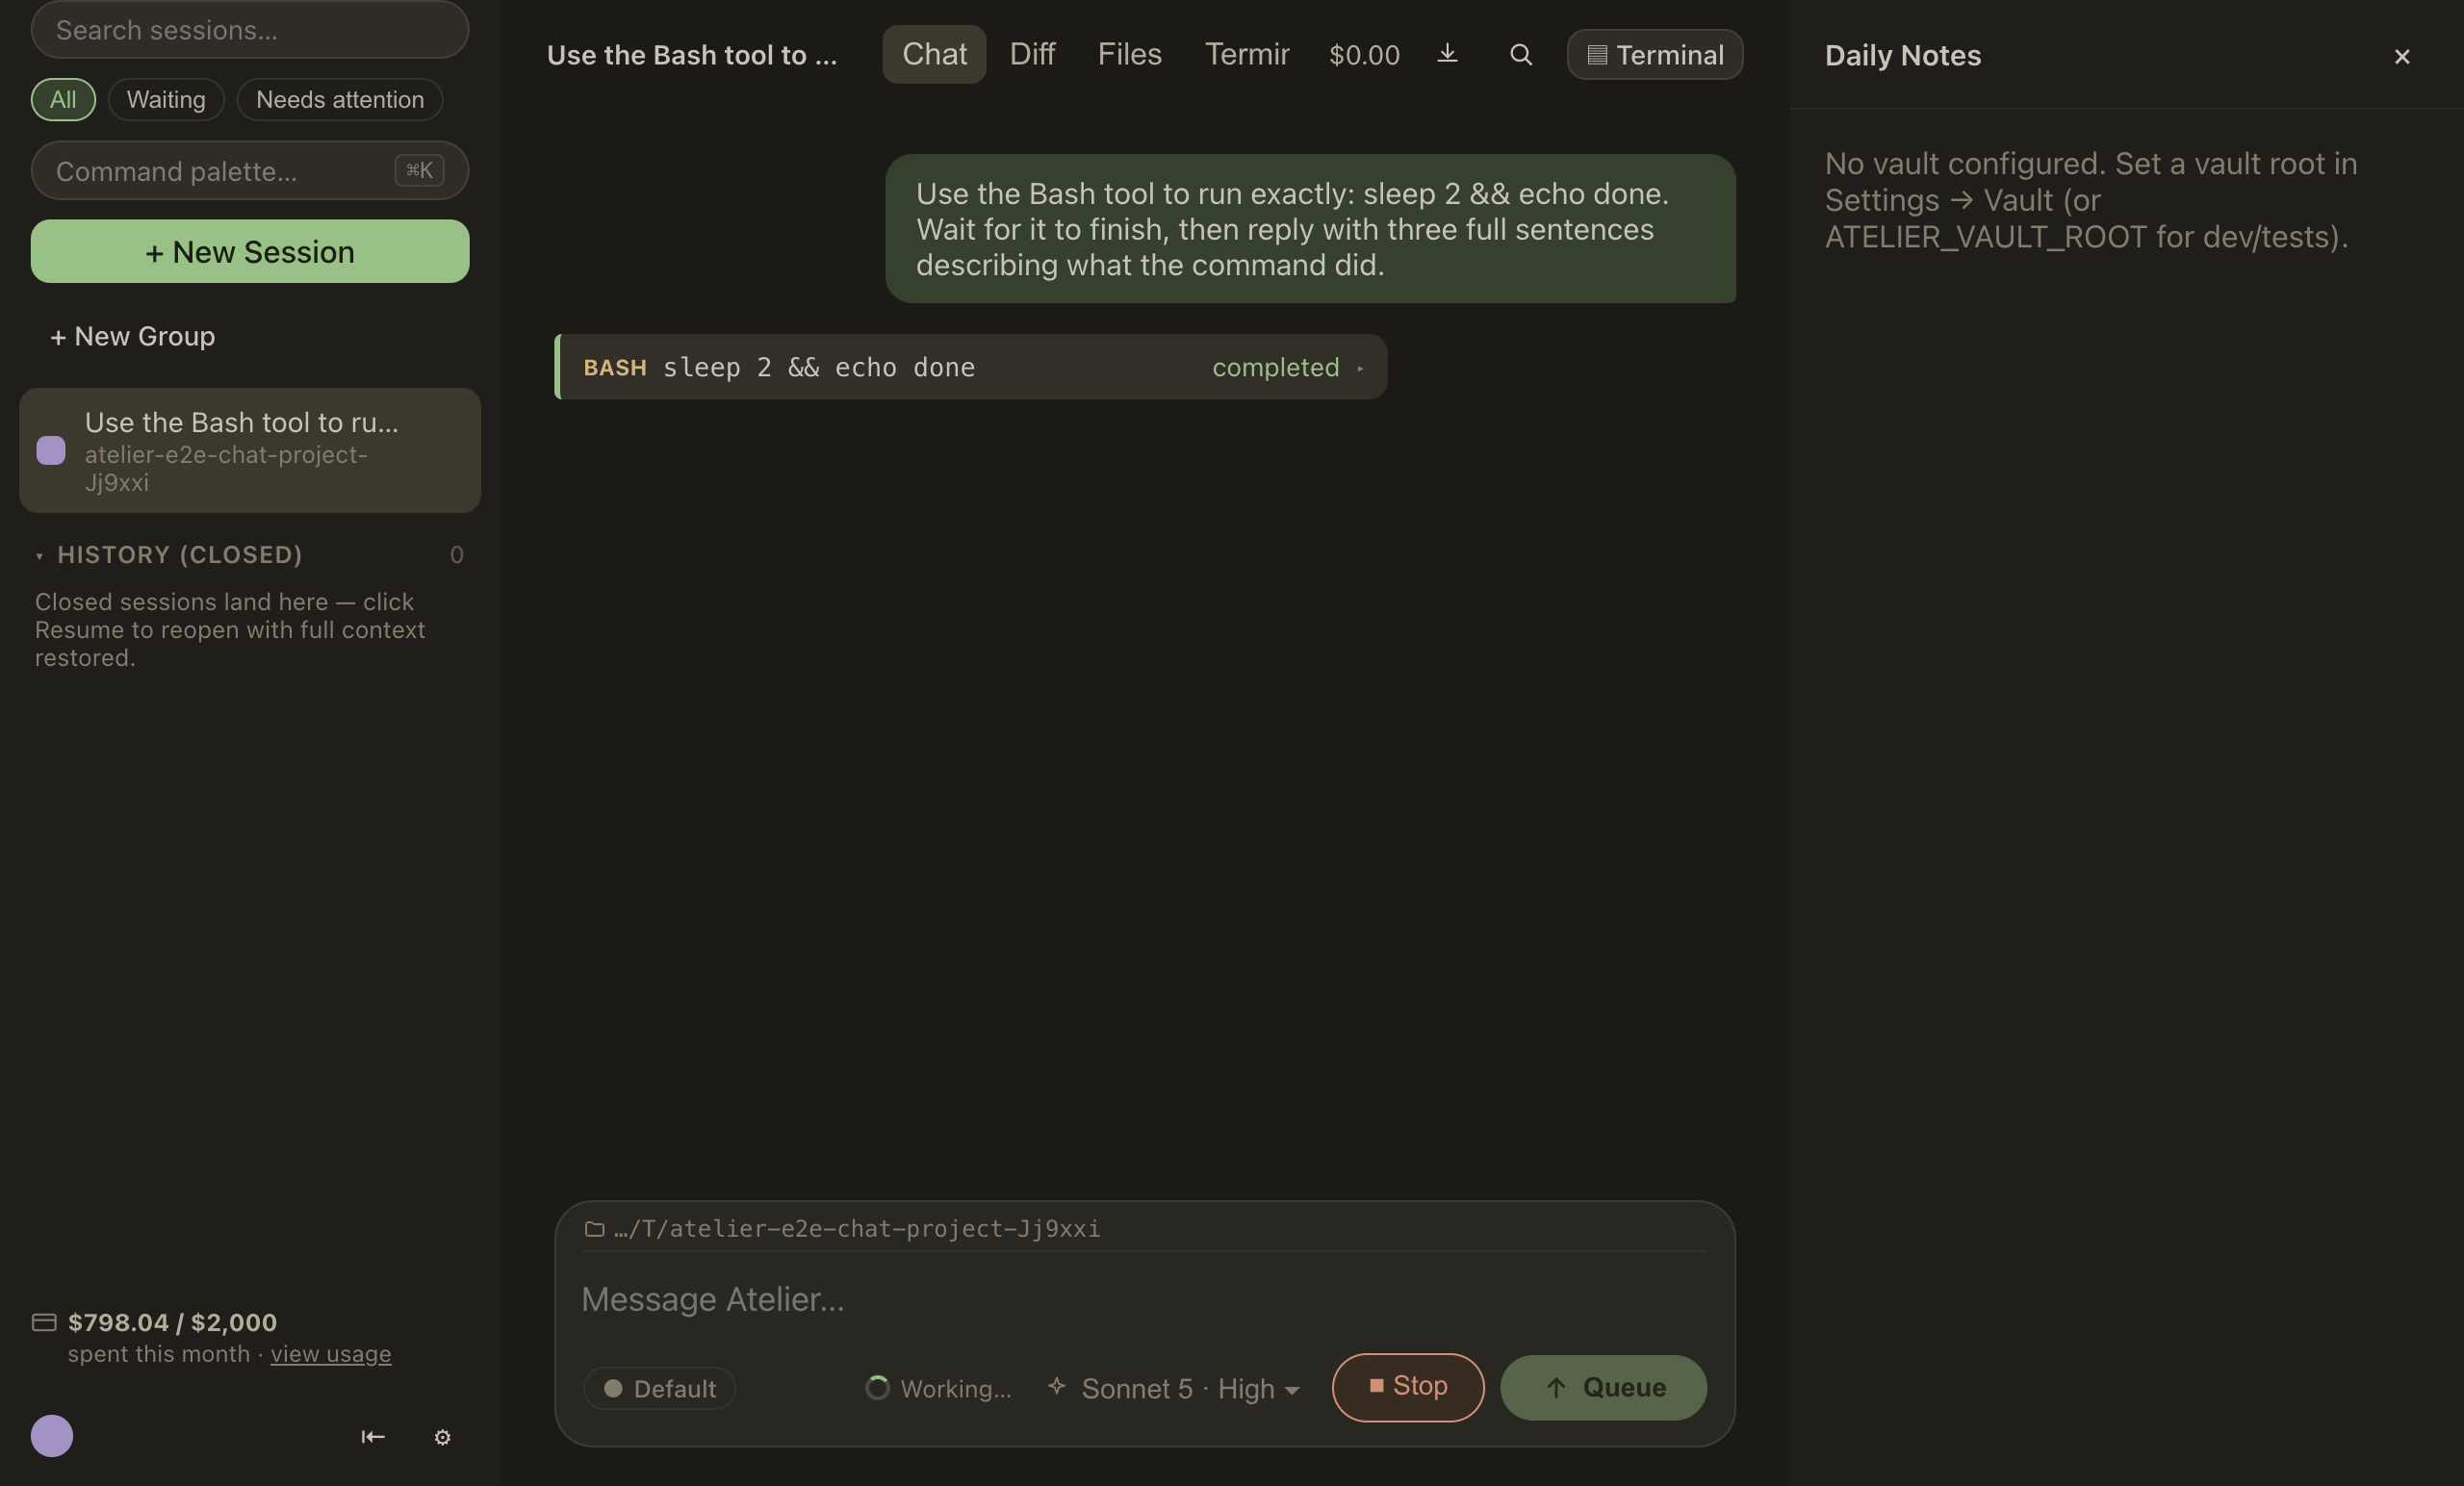 Search sessions...
All
Waiting
Needs attention
Command palette...
⌘K
+ New Session
+ New Group
Use the Bash tool to ru...
atelier-e2e-chat-project-
Jj9xxi
▾ HISTORY (CLOSED)
0
Closed sessions land here — click
Resume to reopen with full context
restored.
$798.04 / $2,000
spent this month · view usage
Use the Bash tool to ...
Chat
Diff
Files
Termir
$0.00
Terminal
Use the Bash tool to run exactly: sleep 2 && echo done.
Wait for it to finish, then reply with three full sentences
describing what the command did.
BASH sleep 2 && echo done
completed ▸
…/T/atelier-e2e-chat-project-Jj9xxi
Message Atelier...
Default
Working...
Sonnet 5 · High
Stop
Queue
Daily Notes
No vault configured. Set a vault root in
Settings → Vault (or
ATELIER_VAULT_ROOT for dev/tests).